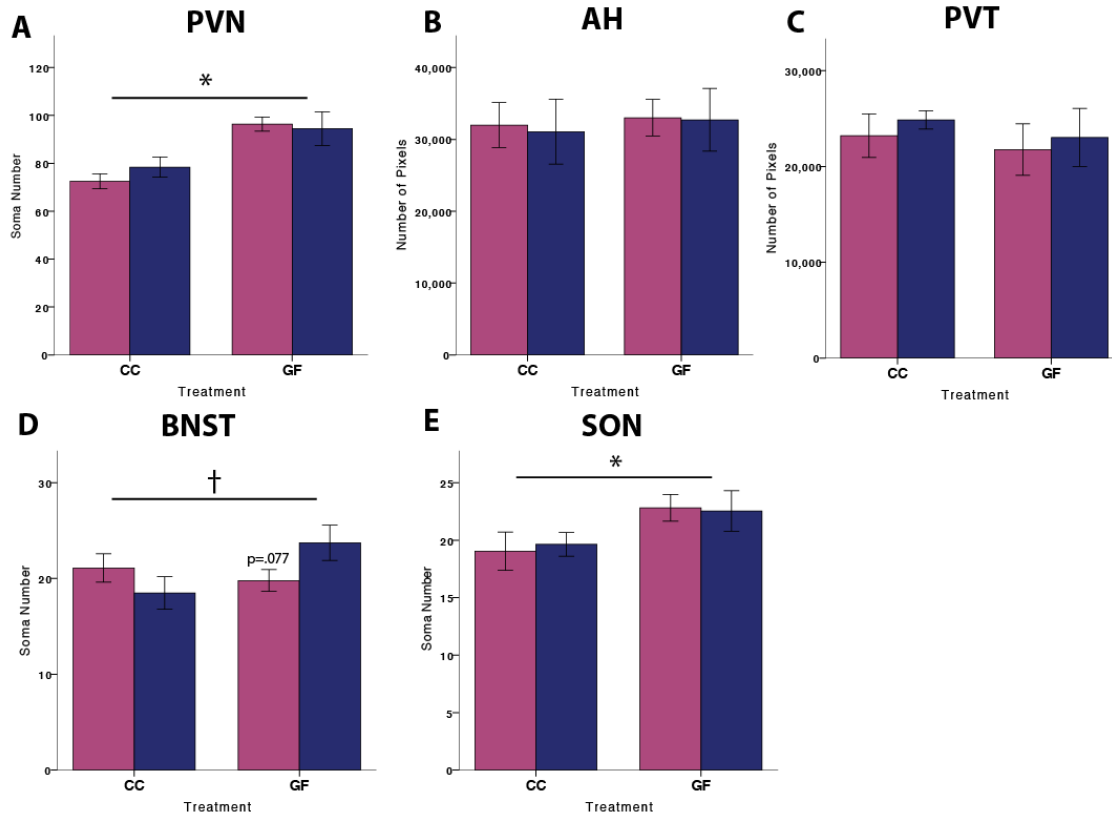 A
PVN
Soma Number
120
*
100
80
60
40
20
0
CC
GF
Treatment
B
AH
Number of Pixels
40,000
30,000
20,000
10,000
0
CC
GF
Treatment
C
PVT
Number of Pixels
30,000
20,000
10,000
0
CC
GF
Treatment
D
BNST
Soma Number
30
†
20
p=.077
10
0
CC
GF
Treatment
E
SON
Soma Number
25
*
20
15
10
5
0
CC
GF
Treatment